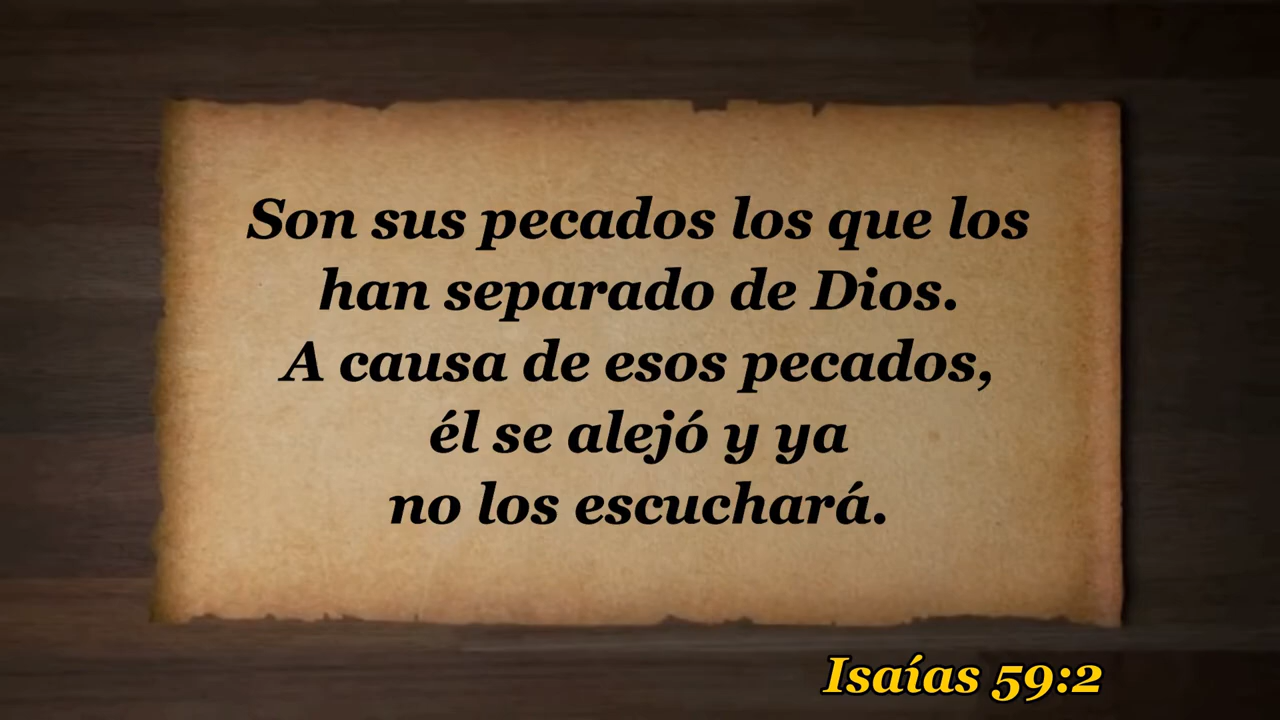 Son sus pecados los que los
han separado de Dios.
A causa de esos pecados,
él se alejó y ya
no los escuchará.
Isaías 59:2